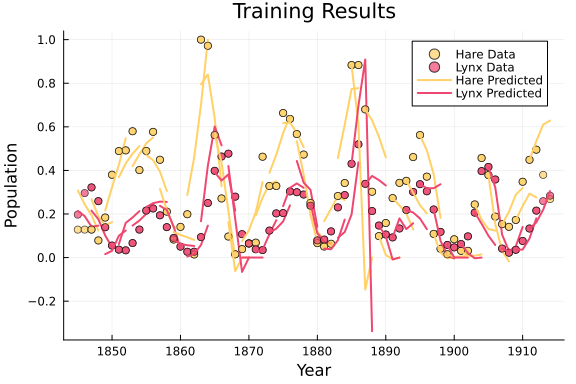 Training Results
Hare Data
Lynx Data
Hare Predicted
Lynx Predicted
1.0
0.8
0.6
0.4
0.2
0.0
−0.2
Population
1850
1860
1870
1880
1890
1900
1910
Year